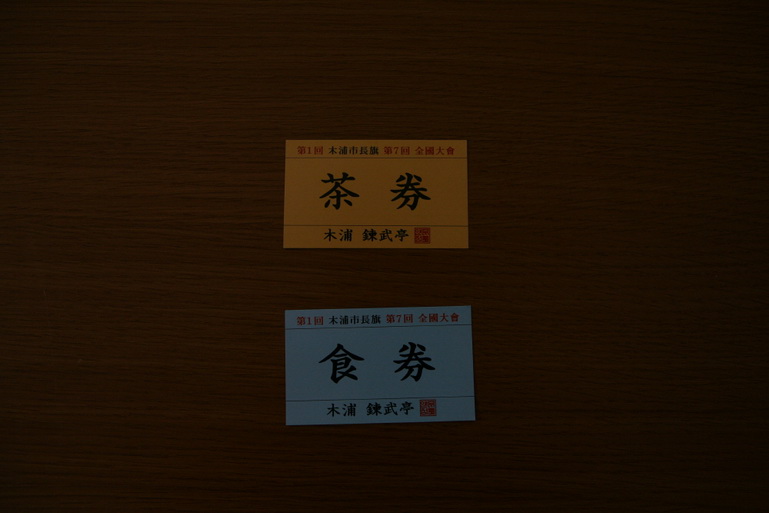 第1回 木浦市長旗 第7回 全國大會
茶 券
木浦 鍊武亭
第1回 木浦市長旗 第7回 全國大會
食 券
木浦 鍊武亭